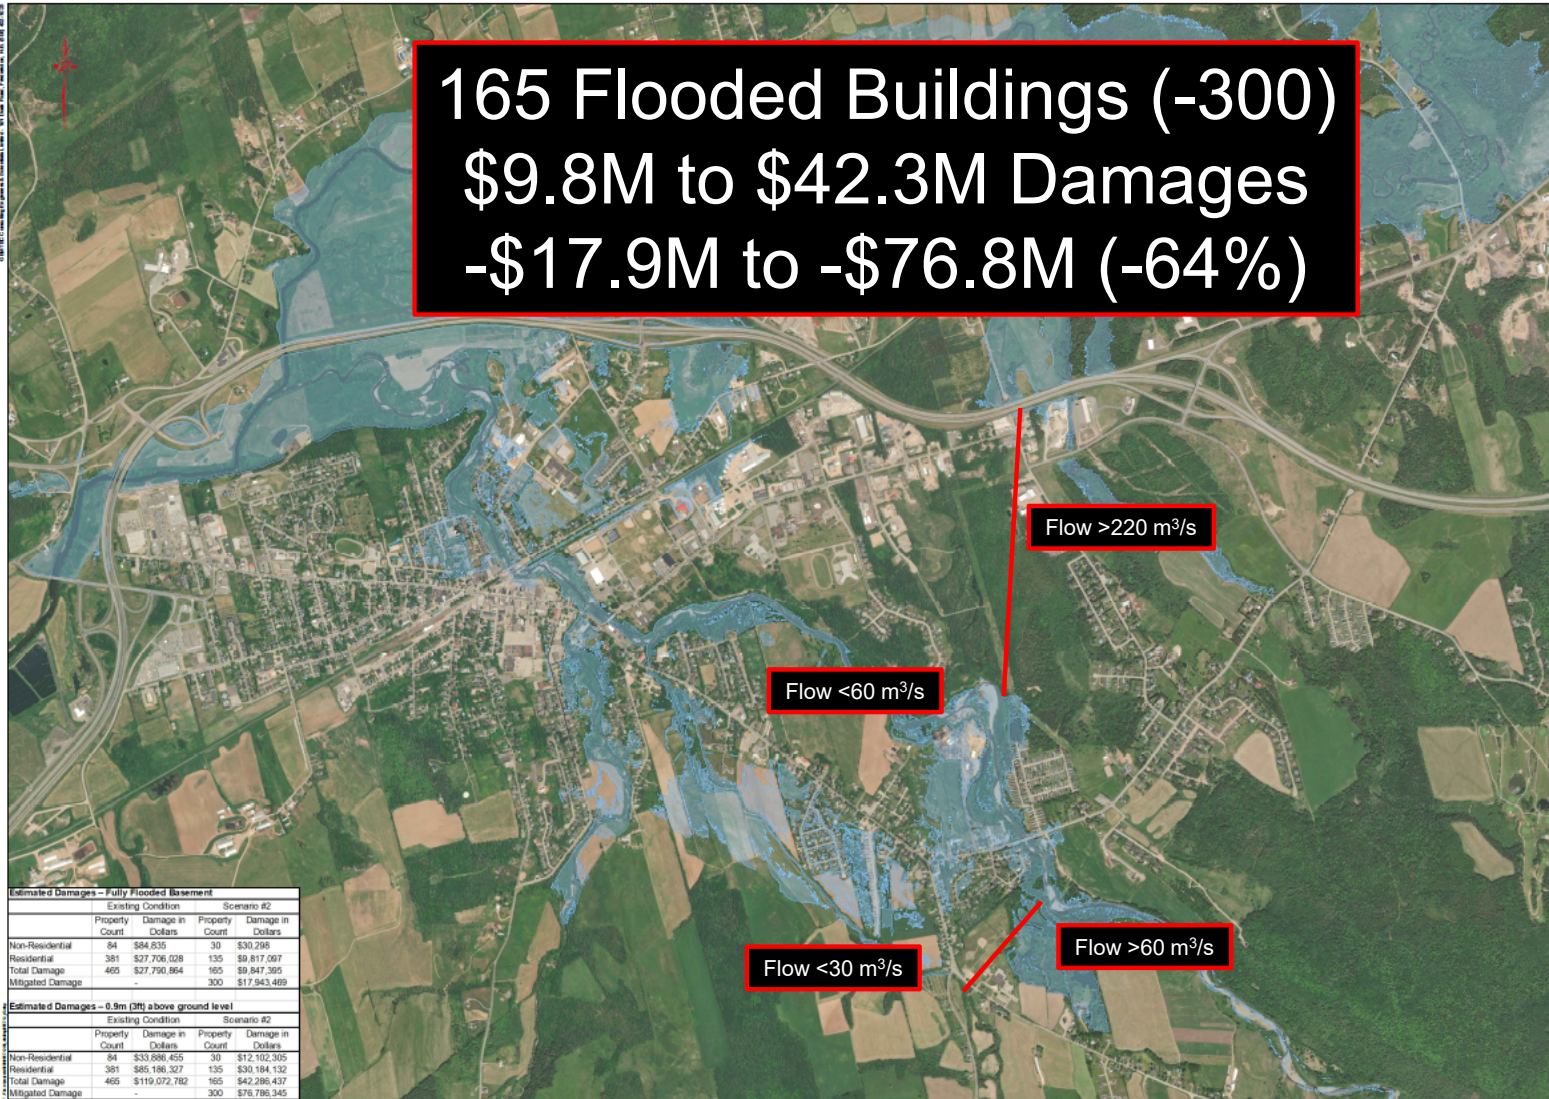 165 Flooded Buildings (-300)
$9.8M to $42.3M Damages
-$17.9M to -$76.8M (-64%)
Flow >220 m³/s
Flow <60 m³/s
Flow >60 m³/s
Flow <30 m³/s
Estimated Damages – Fully Flooded Basement
Existing Condition Scenario #2
Property Count Damage in Dollars Property Count Damage in Dollars
Non-Residential 84 $84,835 30 $30,298
Residential 381 $27,706,028 135 $9,817,097
Total Damage 465 $27,790,864 165 $9,847,395
Mitigated Damage - 300 $17,943,469
Estimated Damages – 0.9m (3ft) above ground level
Existing Condition Scenario #2
Property Count Damage in Dollars Property Count Damage in Dollars
Non-Residential 84 $33,886,455 30 $12,102,305
Residential 381 $85,186,327 135 $30,184,132
Total Damage 465 $119,072,782 165 $42,286,437
Mitigated Damage - 300 $76,786,345